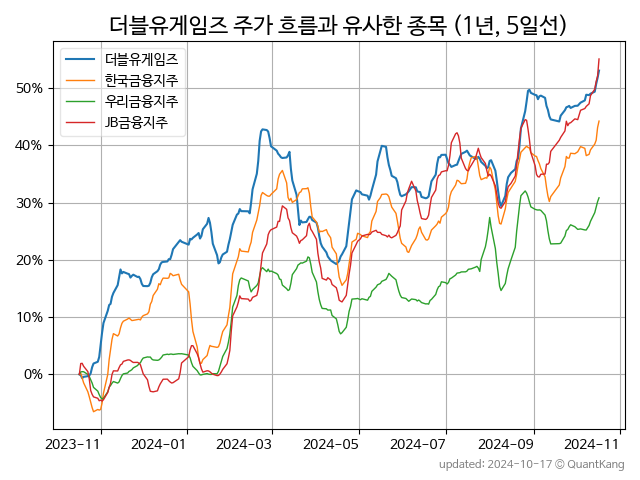 더블유게임즈 주가 흐름과 유사한 종목 (1년, 5일선)
더블유게임즈
한국금융지주
우리금융지주
JB금융지주
50%
40%
30%
20%
10%
0%
2023-11 2024-01 2024-03 2024-05 2024-07 2024-09 2024-11
updated: 2024-10-17 © QuantKang